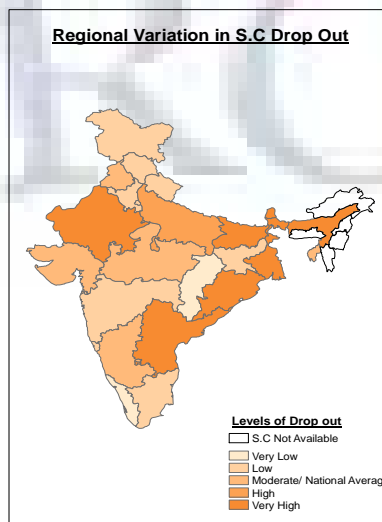 Regional Variation in S.C Drop Out
Levels of Drop out
S.C Not Available
Very Low
Low
Moderate/ National Averag
High
Very High